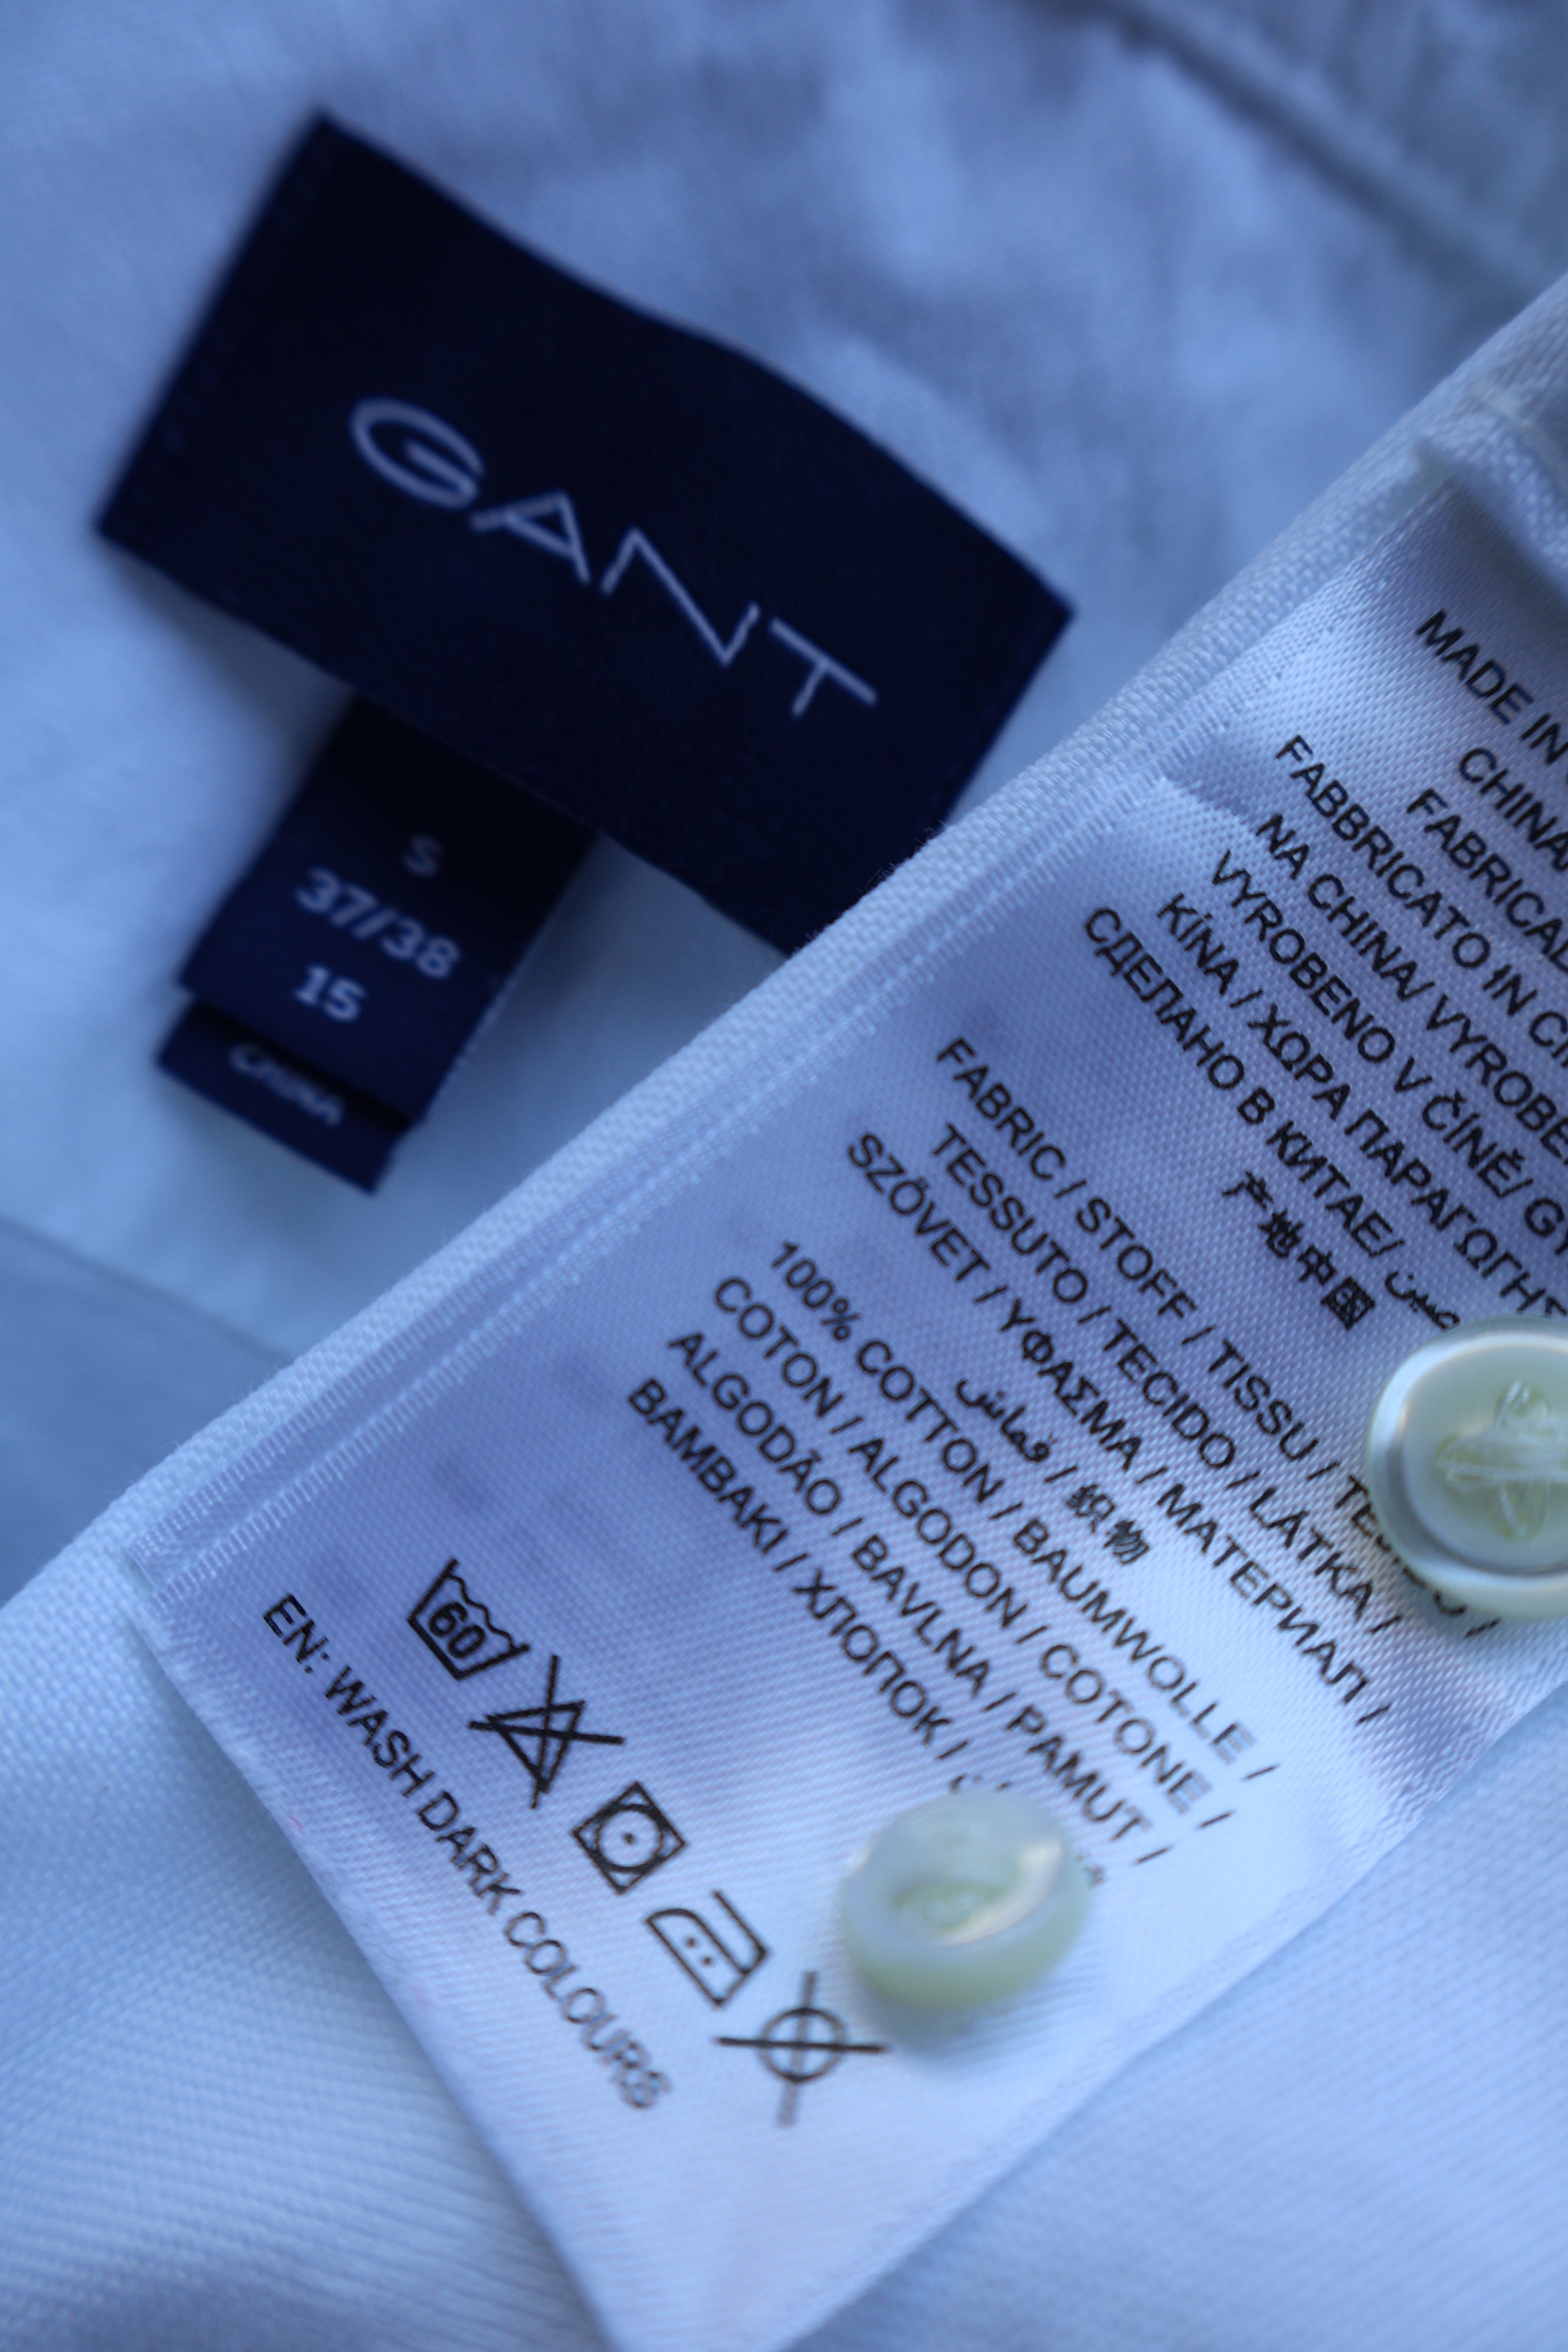 GANT
S
37/38
15
CHINA
MADE IN
CHINA
FABRICA
FABBRICATO IN
NA CHINA/ VYROBE
VYROBENO V ČÍNĚ/
KÍNA / ΧΩΡΑ ΠΑΡΑΓΩΓΗΣ
СДЕЛАНО В КИТАЕ/
产地中国
FABRIC / STOFF / TISSU /
TESSUTO / TECIDO / LÁTKA /
SZÖVET / ΥΦΑΣΜΑ / МАТЕРИАЛ /
قماش / 织物
100% COTTON / BAUMWOLLE /
COTON / ALGODON / COTONE /
ALGODÃO / BAVLNA / PAMUT /
BAMBAKI / ХЛОПОК /
60
EN: WASH DARK COLOURS